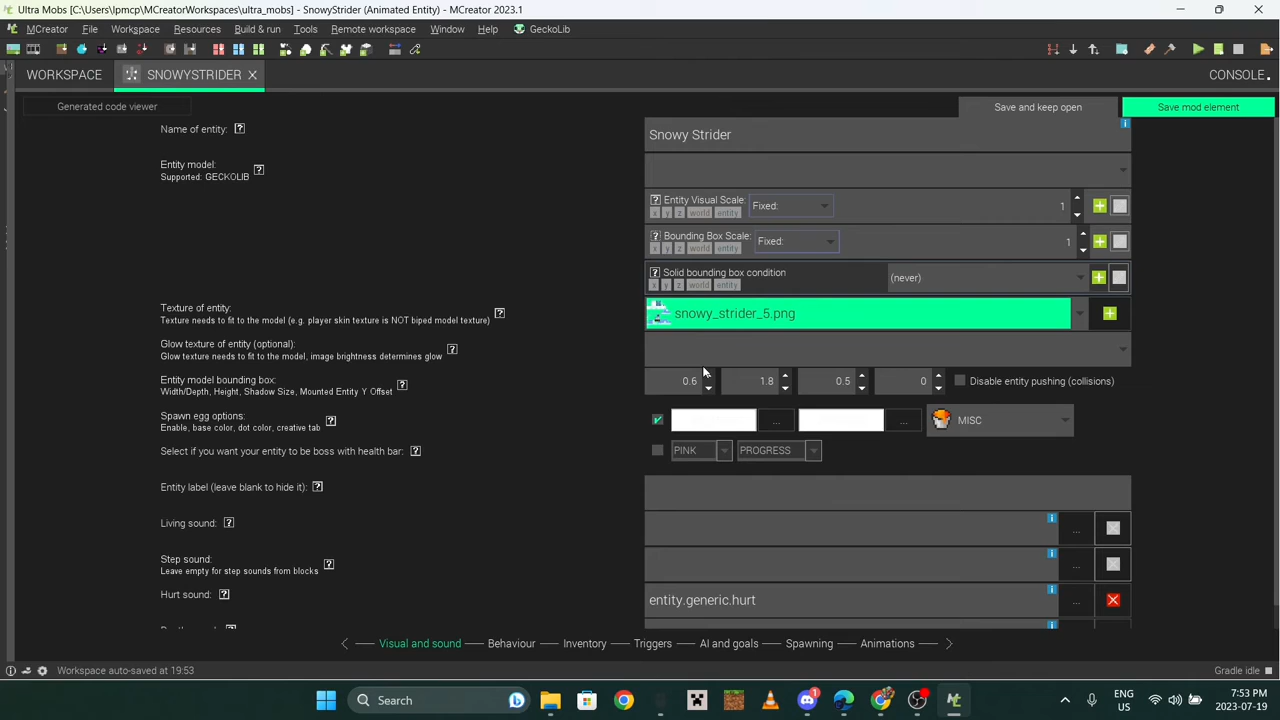 Ultra Mobs [C:\Users\lpmcp\MCreatorWorkspaces\ultra_mobs] - SnowyStrider (Animated Entity) - MCreator 2023.1
MCreator File Workspace Resources Build & run Tools Remote workspace Window Help GeckoLib
WORKSPACE SNOWYSTRIDER CONSOLE
Generated code viewer Save and keep open Save mod element
Name of entity: ? Snowy Strider
Entity model: ?
Supported: GECKOLIB
? Entity Visual Scale: Fixed: 1
x y z world entity
? Bounding Box Scale: Fixed: 1
x y z world entity
? Solid bounding box condition (never)
x y z world entity
Texture of entity: ? snowy_strider_5.png
Texture needs to fit to the model (e.g. player skin texture is NOT biped model texture)
Glow texture of entity (optional): ?
Glow texture needs to fit to the model, image brightness determines glow
Entity model bounding box: ? 0.6 1.8 0.5 0 Disable entity pushing (collisions)
Width/Depth, Height, Shadow Size, Mounted Entity Y Offset
Spawn egg options: ? ... ... MISC
Enable, base color, dot color, creative tab
Select if you want your entity to be boss with health bar: ? PINK PROGRESS
Entity label (leave blank to hide it): ?
Living sound: ? ...
Step sound: ? ...
Leave empty for step sounds from blocks
Hurt sound: ? entity.generic.hurt ...
Visual and sound Behaviour Inventory Triggers AI and goals Spawning Animations
Workspace auto-saved at 19:53 Gradle idle
Search ENG 7:53 PM
US 2023-07-19